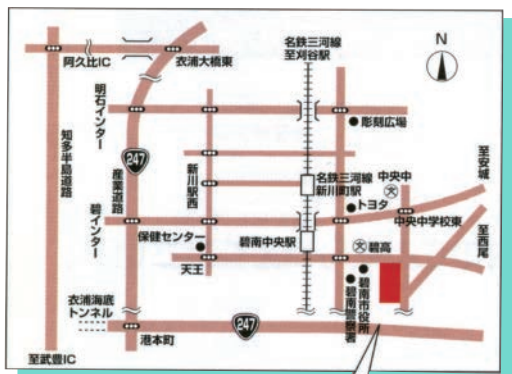 名鉄三河線
至刈谷駅
N
阿久比IC
衣浦大橋東
明石インター
彫刻広場
知多半島道路
247
産業道路
新川駅西
名鉄三河線
新川町駅
中央中
文
至安城
トヨタ
碧インター
中央中学校東
保健センター
碧南中央駅
文
碧高
至西尾
天王
碧南市役所
碧南警察署
衣浦海底
トンネル
247
港本町
至武豊IC